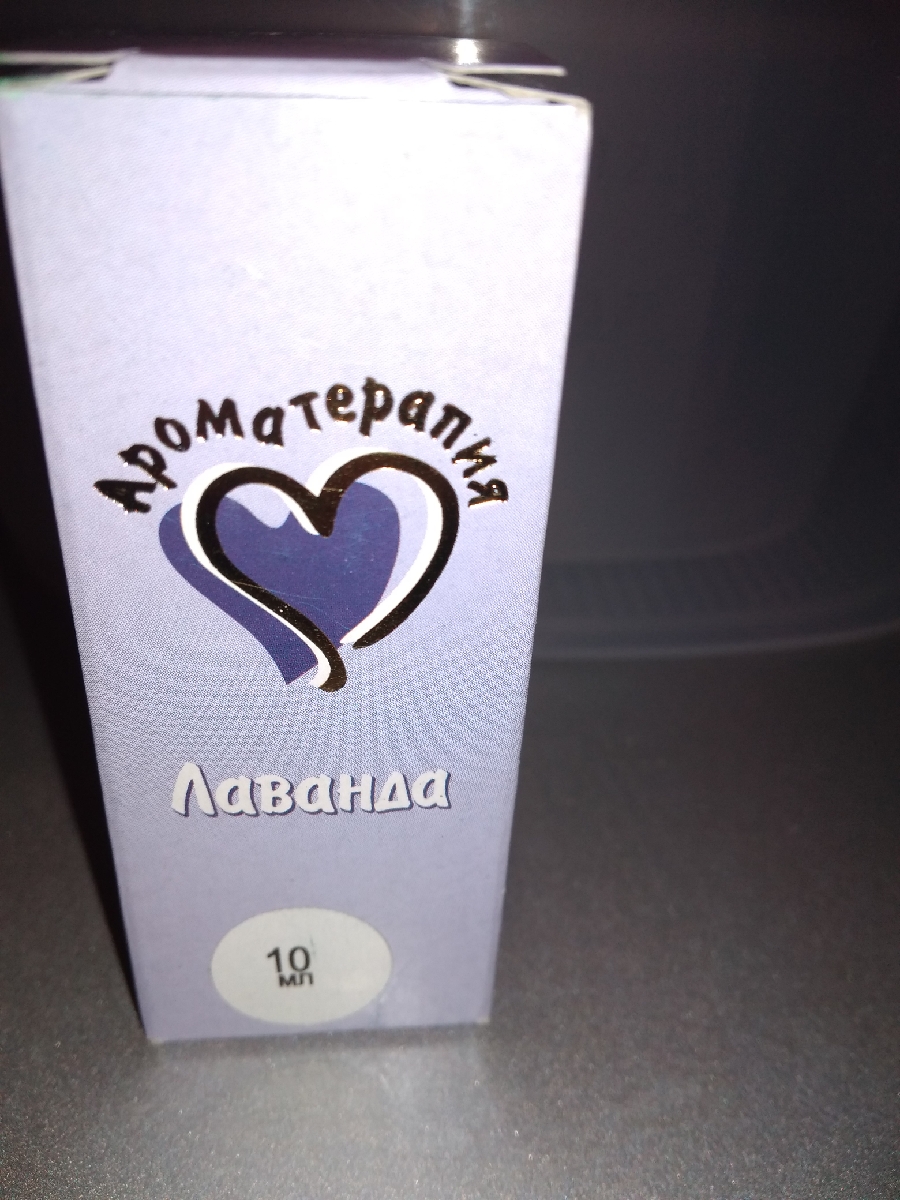 Ароматерапия
Лаванда
10
мл